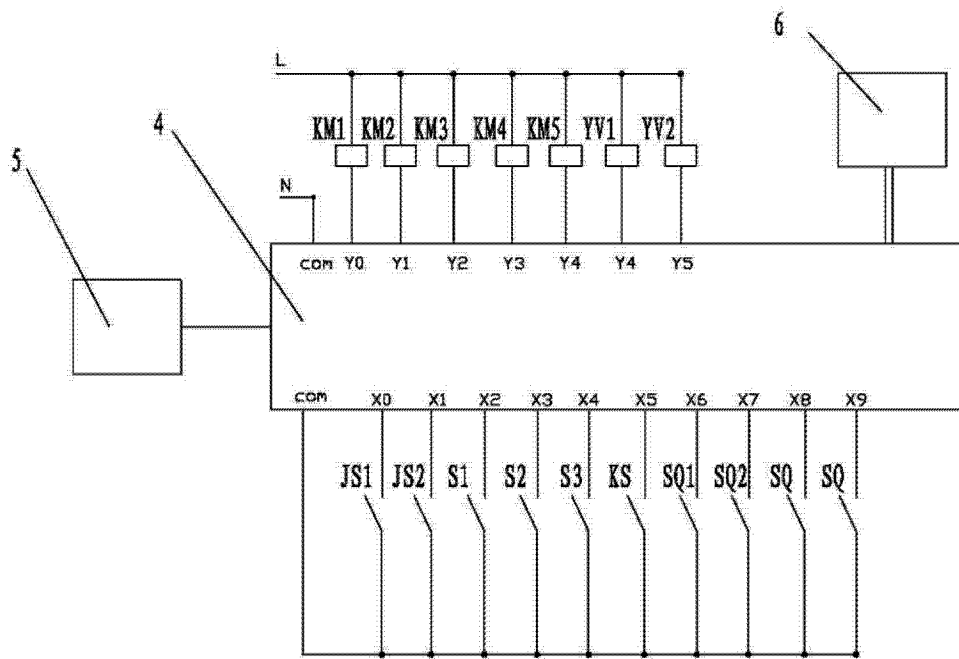 6
L
4
KM1 KM2 KM3 KM4 KM5 YV1 YV2
5
N
COM Y0 Y1 Y2 Y3 Y4 Y4 Y5
COM X0 X1 X2 X3 X4 X5 X6 X7 X8 X9
JS1 JS2 S1 S2 S3 KS SQ1 SQ2 SQ SQ